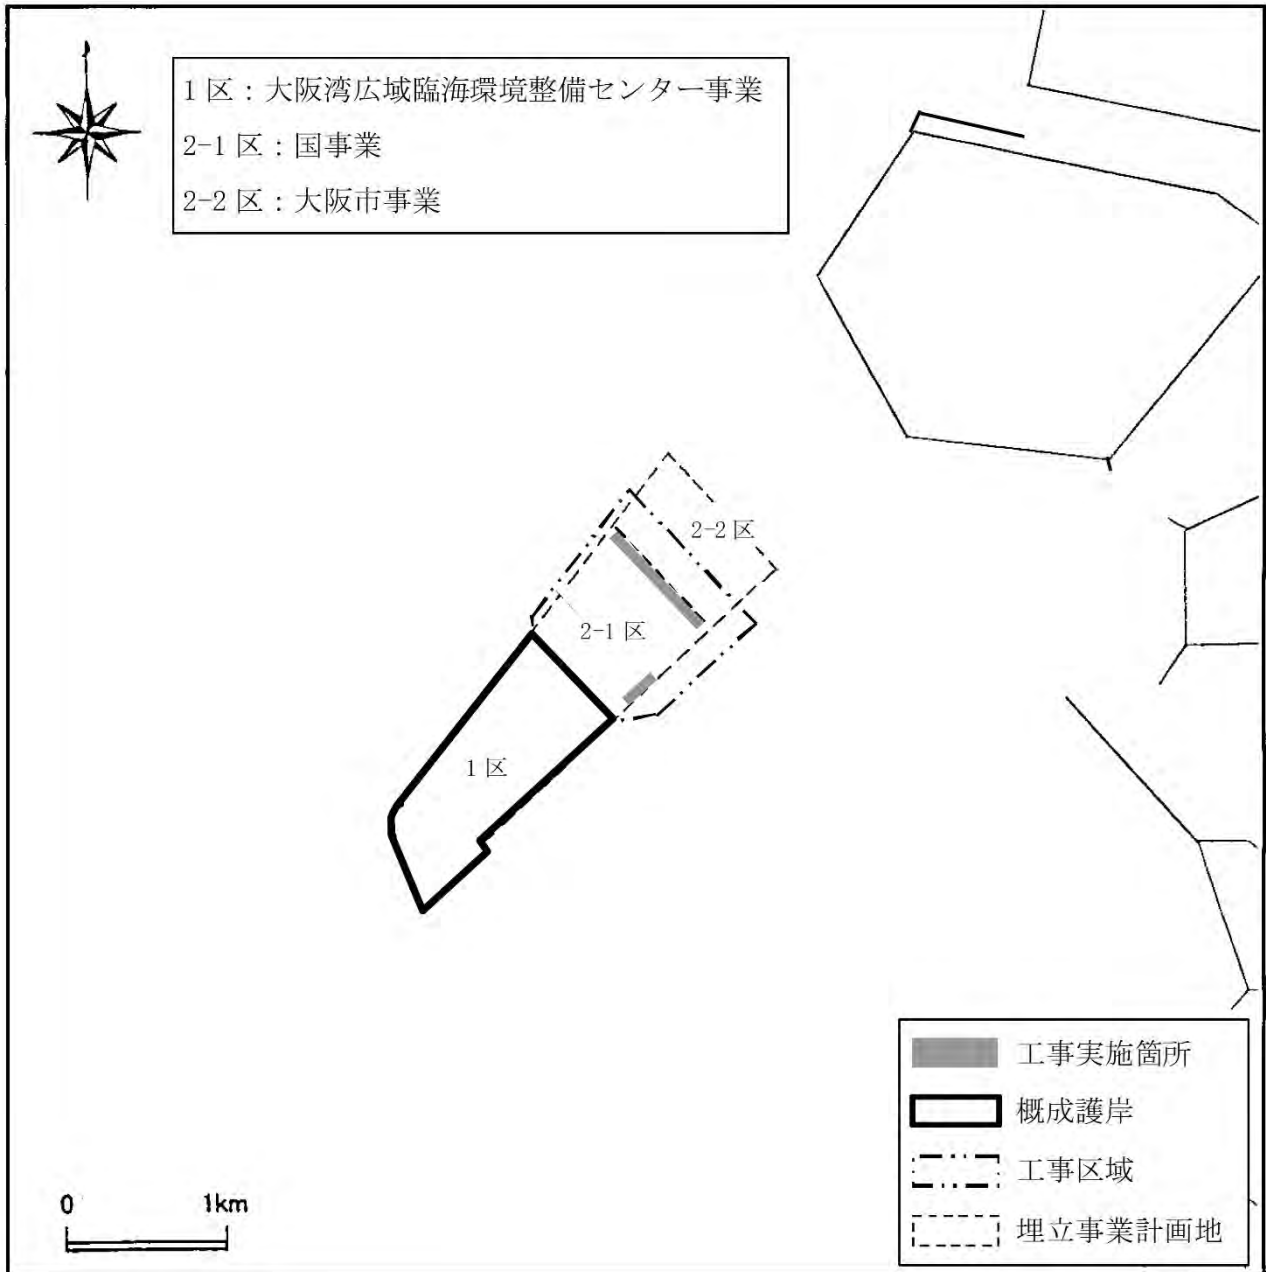 1 区：大阪湾広域臨海環境整備センター事業
2-1 区：国事業
2-2 区：大阪市事業
2-2 区
2-1 区
1 区
工事実施箇所
概成護岸
工事区域
埋立事業計画地
0 1km